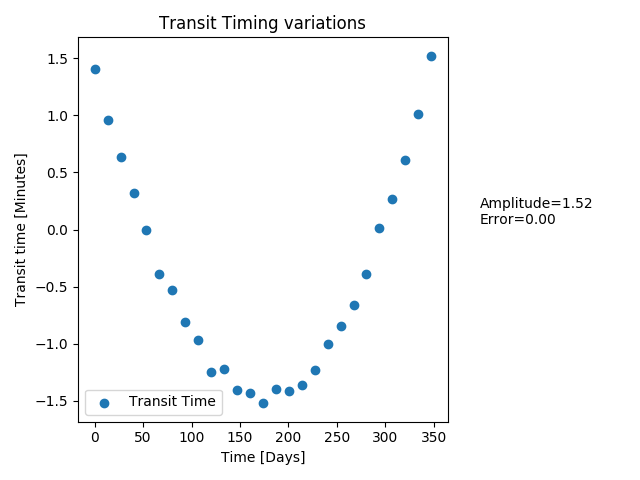 Transit Timing variations
Transit time [Minutes]
1.5
1.0
0.5
0.0
−0.5
−1.0
−1.5
Transit Time
0
50
100
150
200
250
300
350
Time [Days]
Amplitude=1.52
Error=0.00